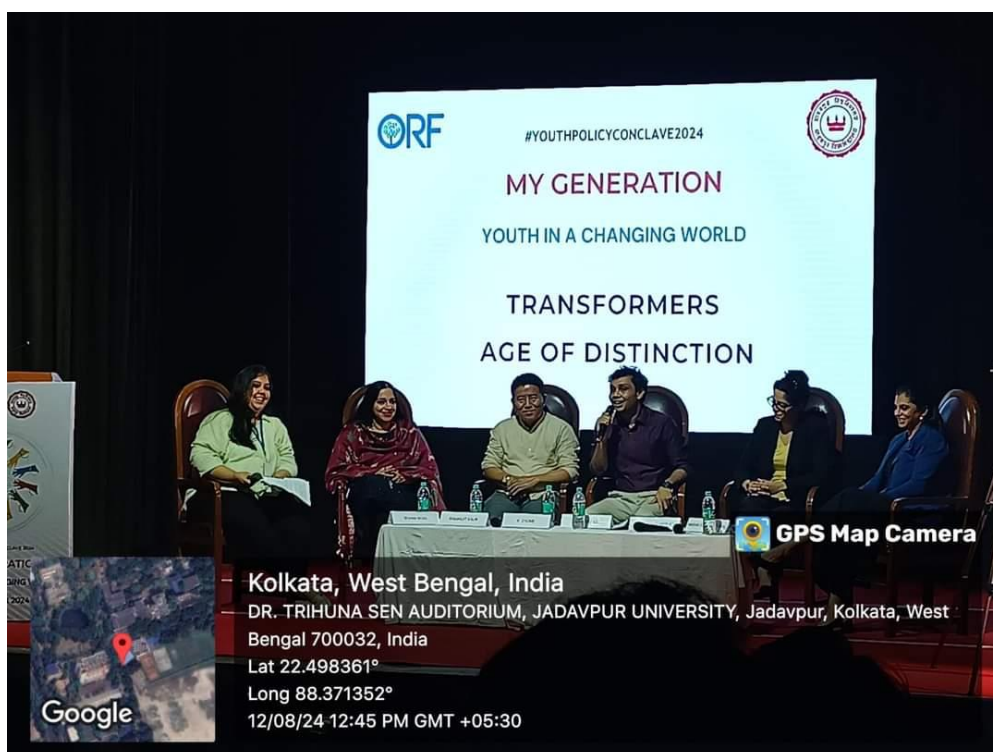 ORF
#YOUTHPOLICYCONCLAVE2024
MY GENERATION
YOUTH IN A CHANGING WORLD
TRANSFORMERS
AGE OF DISTINCTION
GPS Map Camera
Kolkata, West Bengal, India
DR. TRIHUNA SEN AUDITORIUM, JADAVPUR UNIVERSITY, Jadavpur, Kolkata, West
Bengal 700032, India
Lat 22.498361°
Long 88.371352°
12/08/24 12:45 PM GMT +05:30
Google